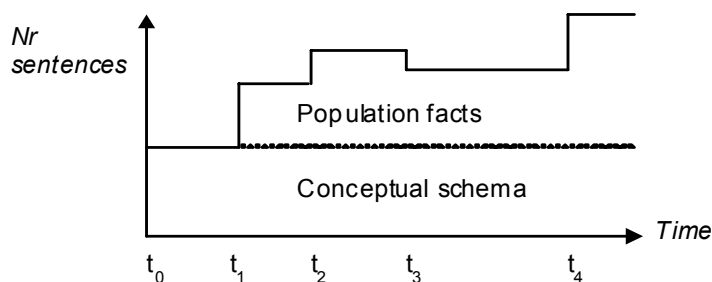 Nr
sentences
Population facts
Conceptual schema
Time
t0 t1 t2 t3 t4